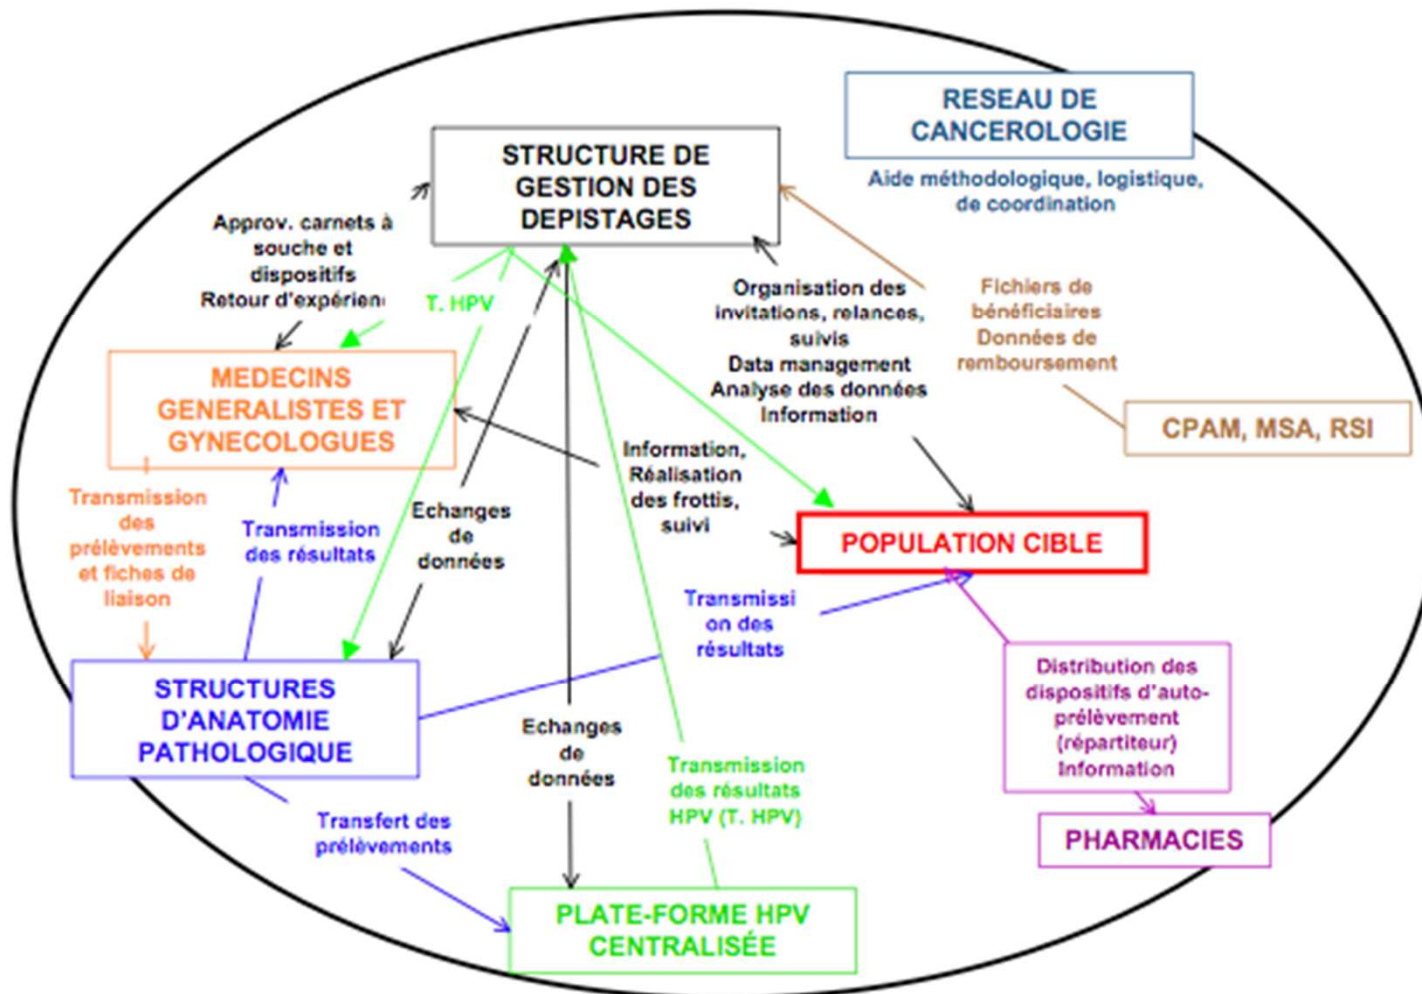 RESEAU DE
CANCEROLOGIE
Aide méthodologique, logistique,
de coordination
STRUCTURE DE
GESTION DES
DEPISTAGES
Approv. carnets à
souche et
dispositifs
Retour d'expérien
T. HPV
Organisation des
invitations, relances,
suivis
Data management
Analyse des données
Information
Fichiers de
bénéficiaires
Données de
remboursement
CPAM, MSA, RSI
MEDECINS
GENERALISTES ET
GYNECOLOGUES
Information,
Réalisation
des frottis,
suivi
Transmission
des
prélèvements
et fiches de
liaison
Transmission
des résultats
Echanges
de
données
POPULATION CIBLE
Transmissi
on des
résultats
STRUCTURES
D'ANATOMIE
PATHOLOGIQUE
Distribution des
dispositifs d'auto-
prélèvement
(répartiteur)
Information
Echanges
de
données
Transmission
des résultats
HPV (T. HPV)
Transfert des
prélèvements
PHARMACIES
PLATE-FORME HPV
CENTRALISÉE